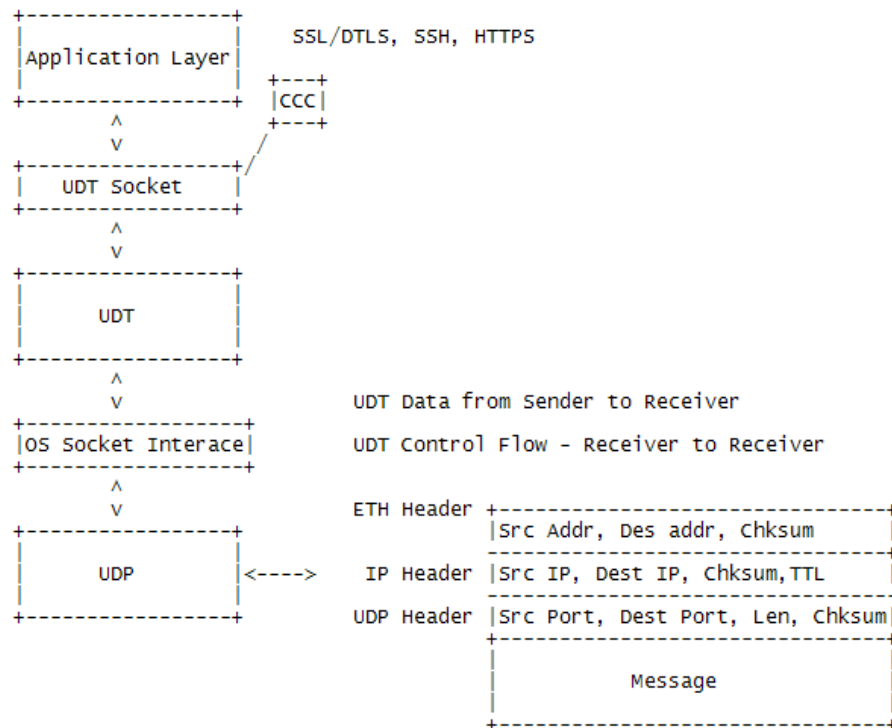 SSL/DTLS, SSH, HTTPS
Application Layer
CCC
UDT Socket
UDT
UDT Data from Sender to Receiver
OS Socket Interace
UDT Control Flow - Receiver to Receiver
ETH Header
Src Addr, Des addr, Chksum
UDP
<---->
IP Header
Src IP, Dest IP, Chksum,TTL
UDP Header
Src Port, Dest Port, Len, Chksum
Message